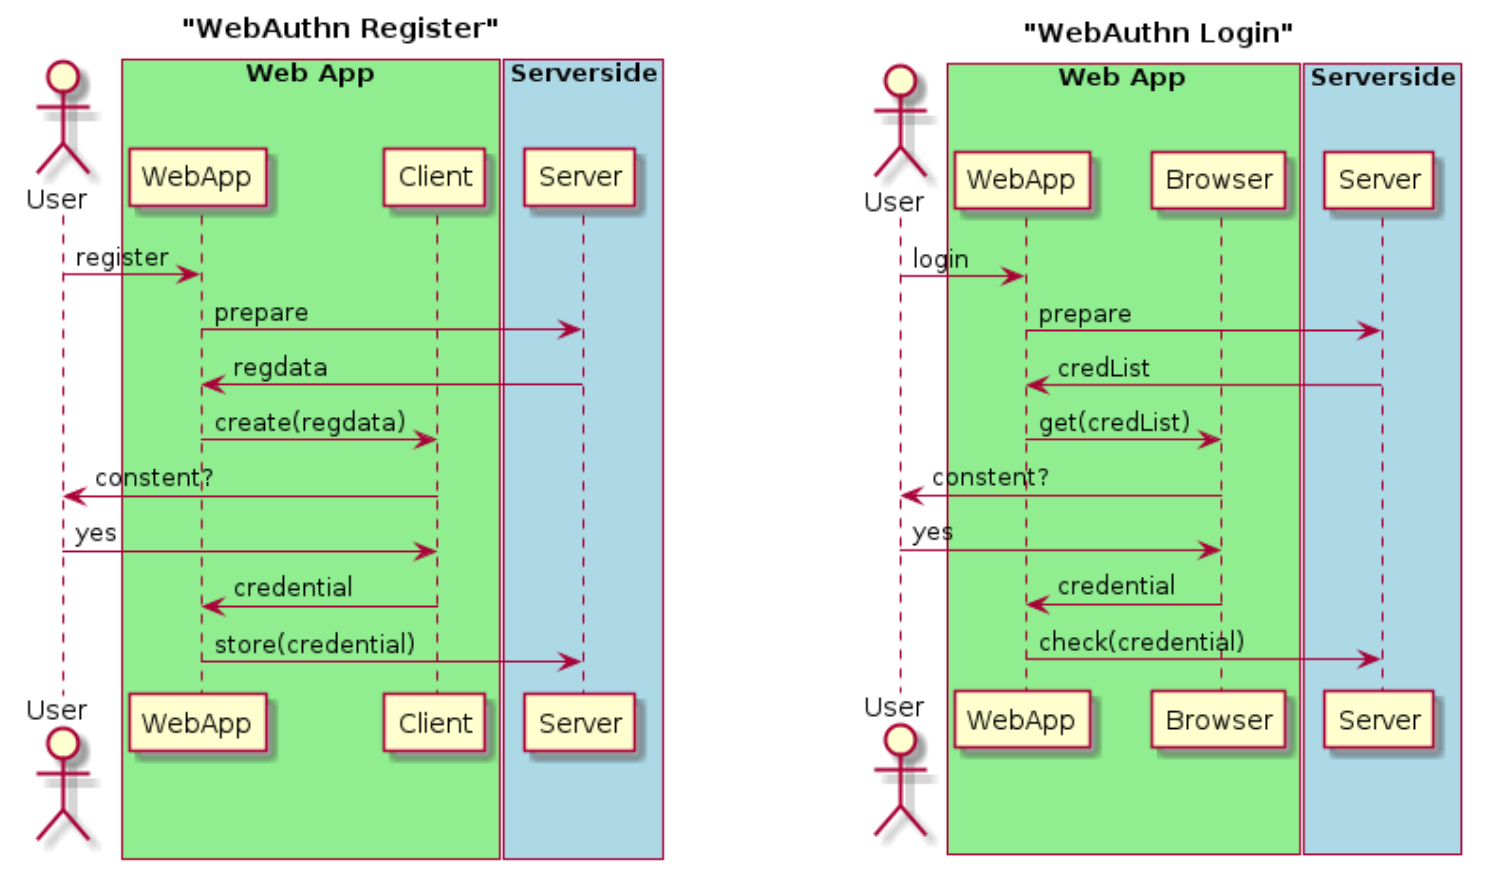 "WebAuthn Register"
Web App
Serverside
User
WebApp
Client
Server
register
prepare
regdata
create(regdata)
constent?
yes
credential
store(credential)
User
WebApp
Client
Server
"WebAuthn Login"
Web App
Serverside
User
WebApp
Browser
Server
login
prepare
credList
get(credList)
constent?
yes
credential
check(credential)
User
WebApp
Browser
Server